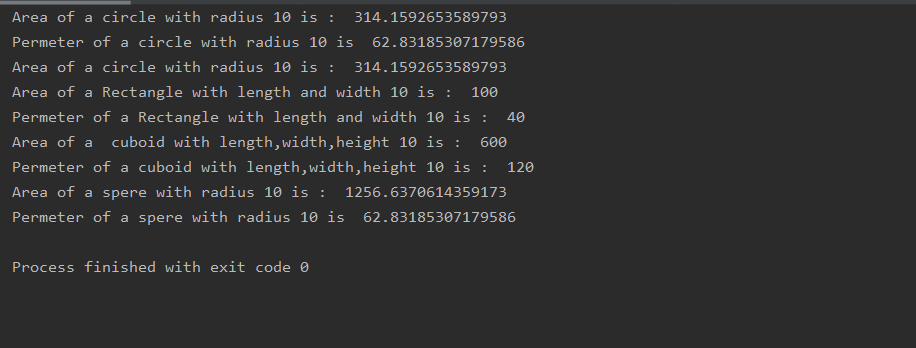 Area of a circle with radius 10 is :  314.1592653589793
Permeter of a circle with radius 10 is  62.83185307179586
Area of a circle with radius 10 is :  314.1592653589793
Area of a Rectangle with length and width 10 is :  100
Permeter of a Rectangle with length and width 10 is :  40
Area of a  cuboid with length,width,height 10 is :  600
Permeter of a cuboid with length,width,height 10 is :  120
Area of a spere with radius 10 is :  1256.6370614359173
Permeter of a spere with radius 10 is  62.83185307179586
Process finished with exit code 0